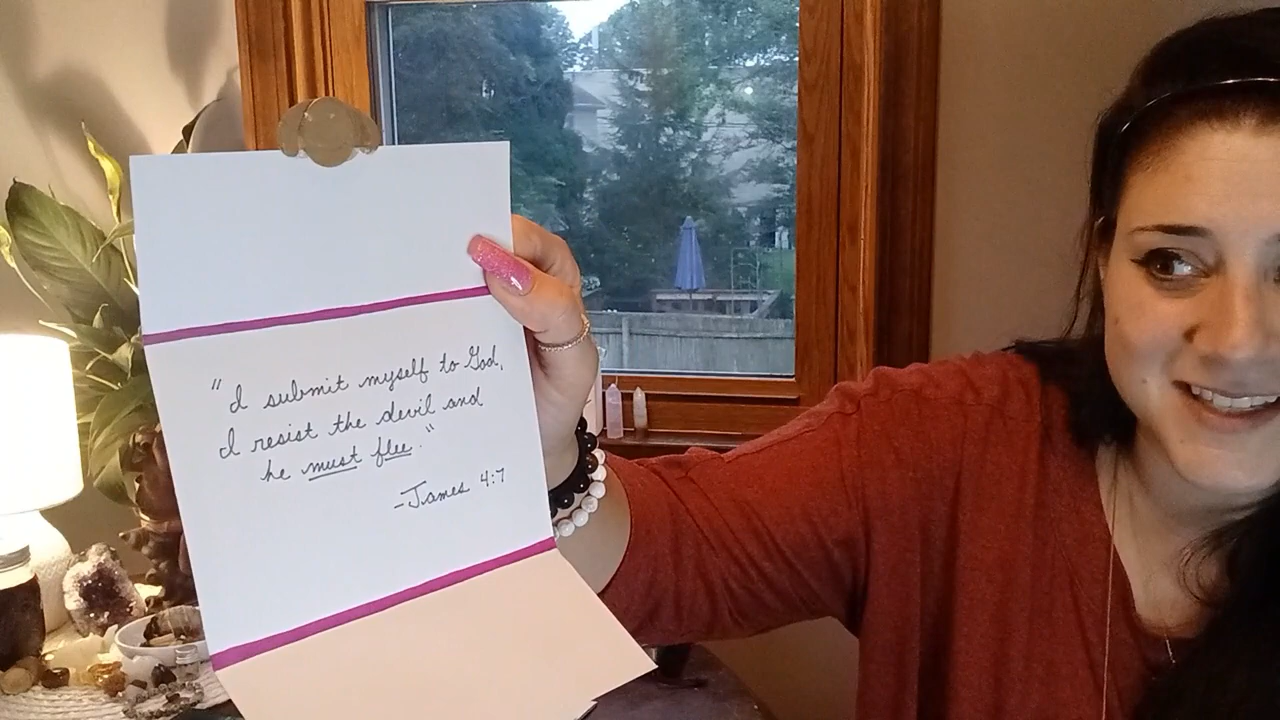 "I submit myself to God,
I resist the devil and
he must flee."
-James 4:7